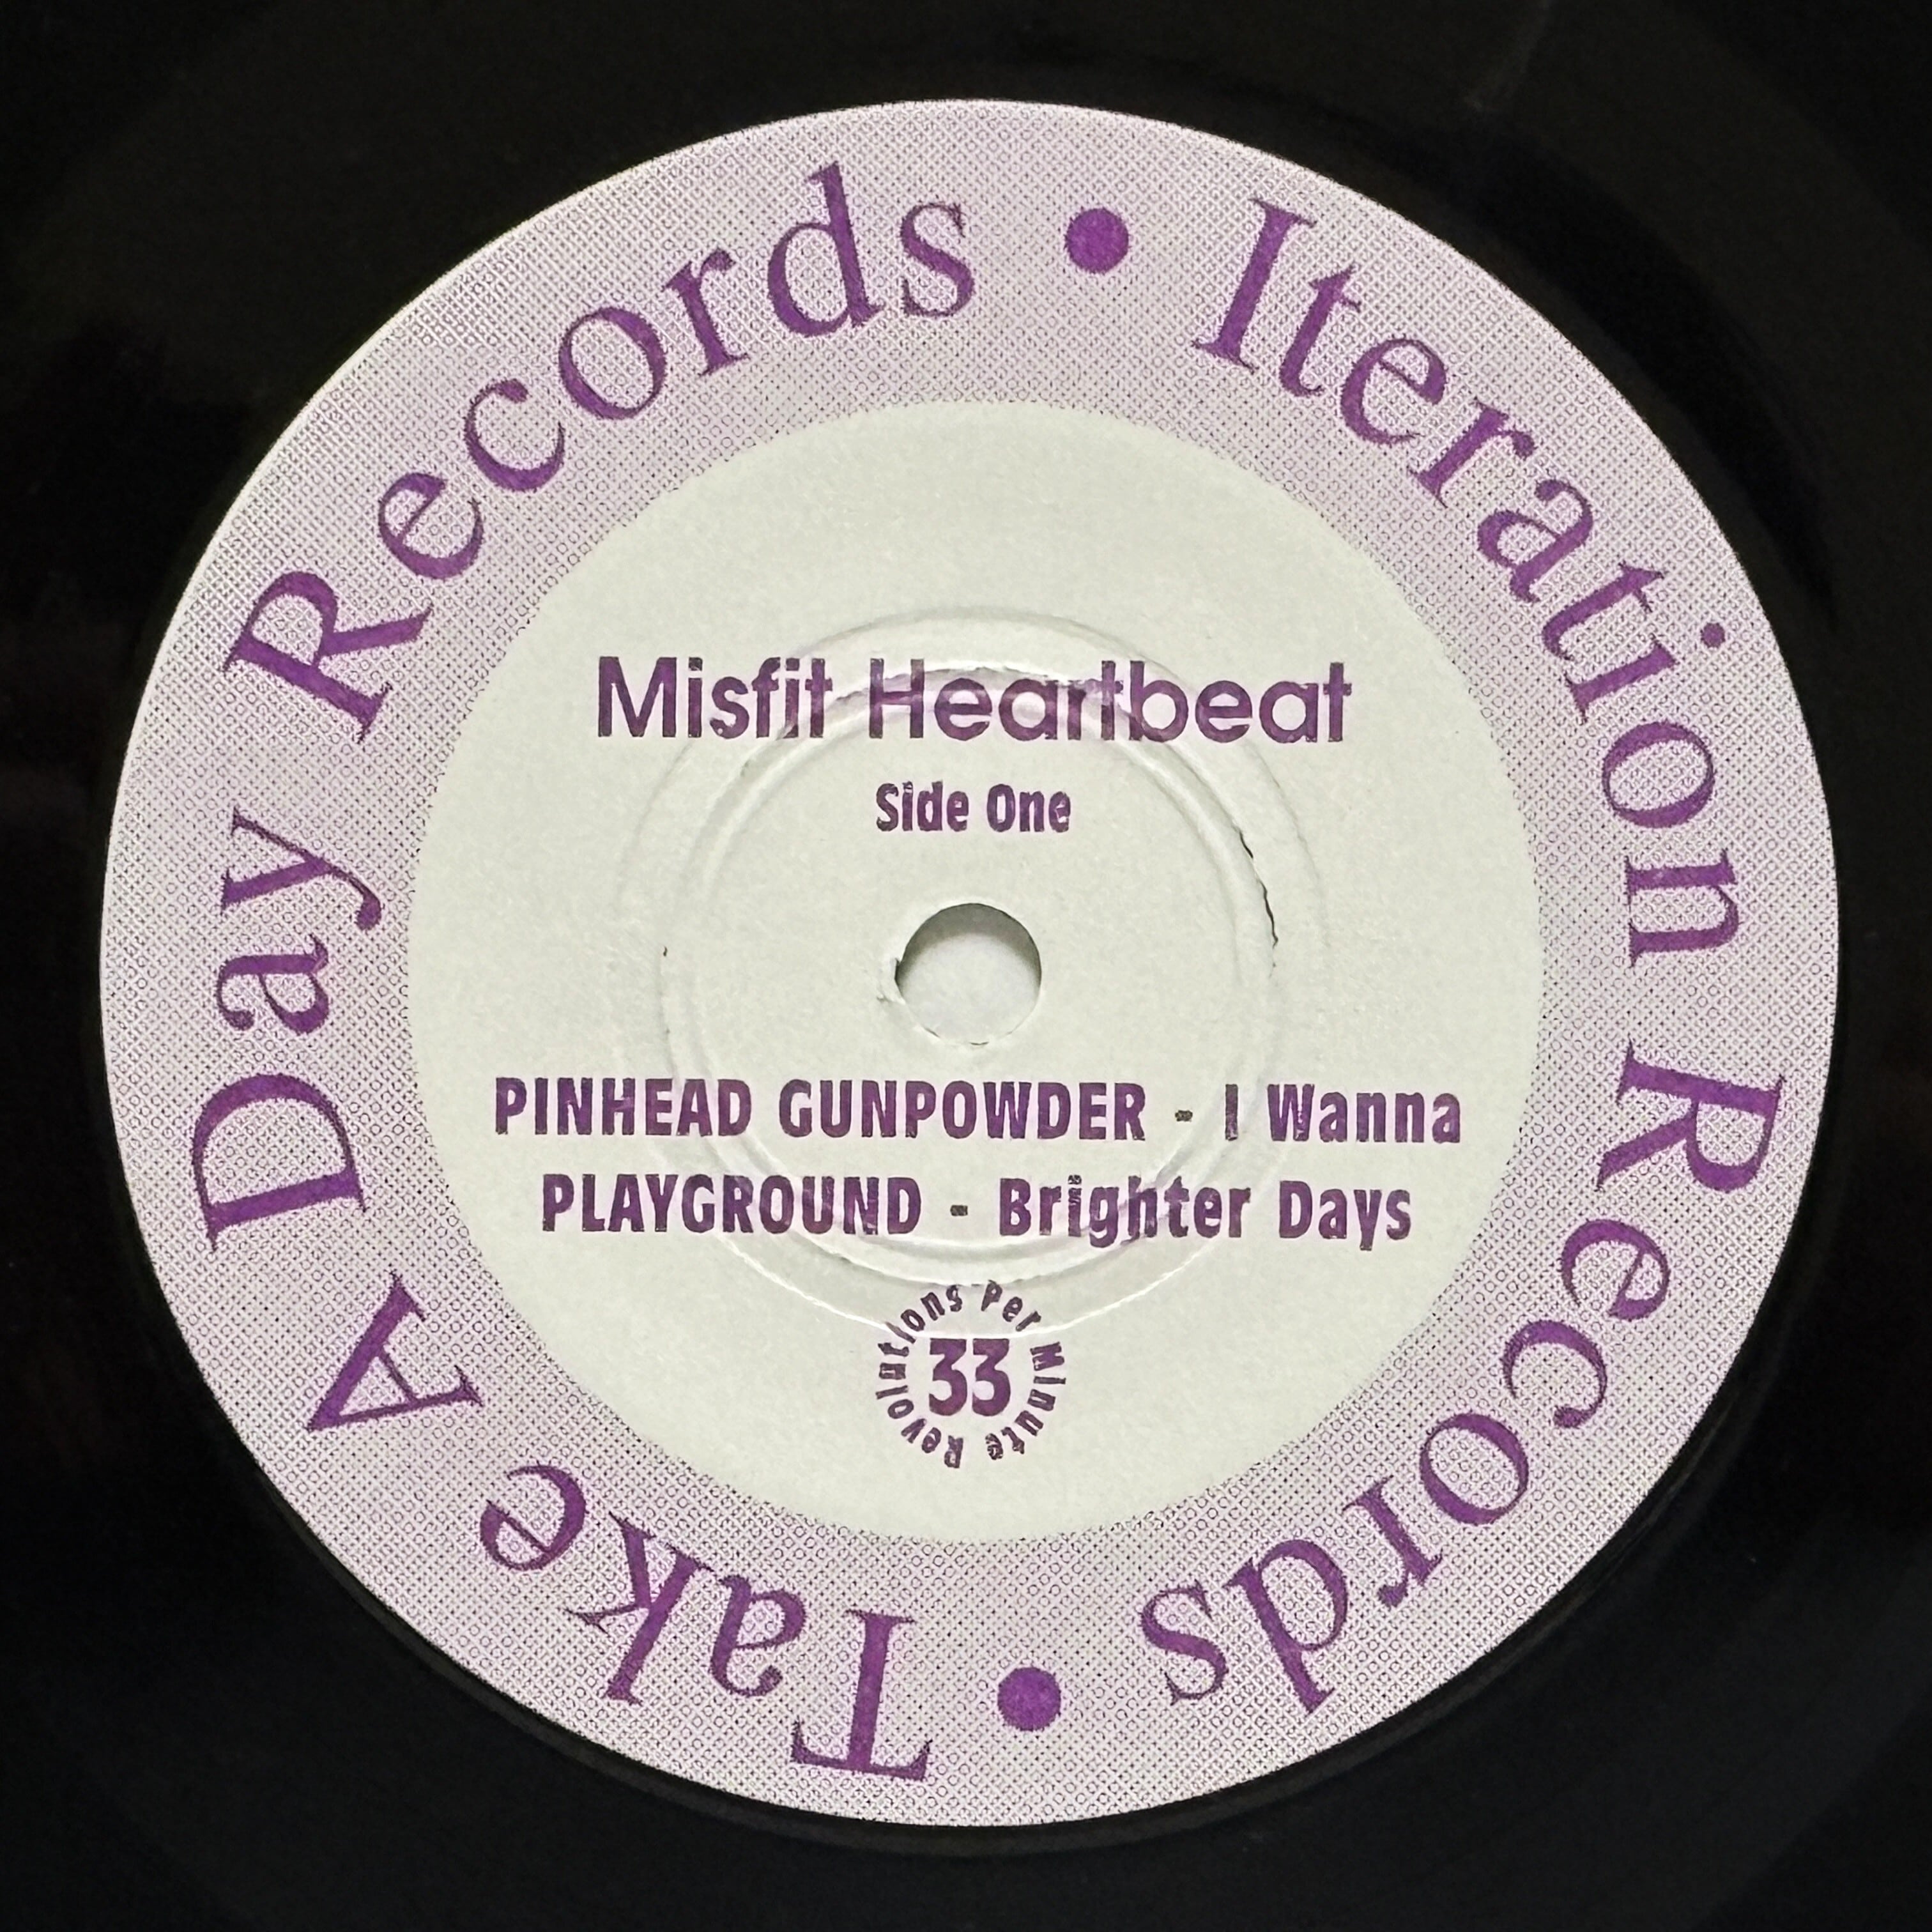 Take A Day Records • Iteration Records •
Misfit Heartbeat
Side One
PINHEAD GUNPOWDER - I Wanna
PLAYGROUND - Brighter Days
33
Revolutions Per Minute